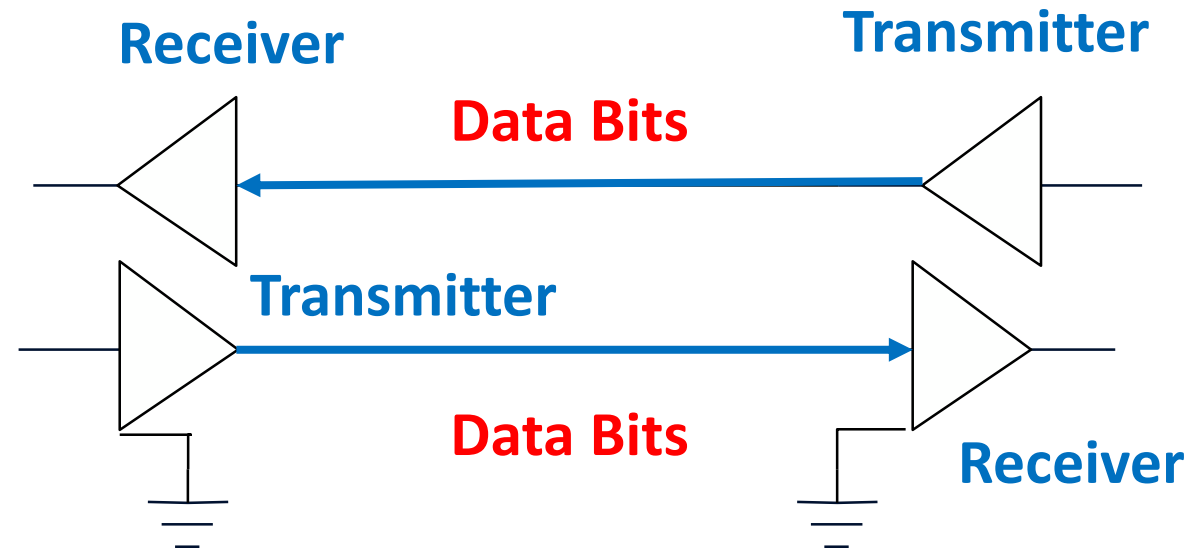 Receiver
Transmitter
Data Bits
Transmitter
Data Bits
Receiver